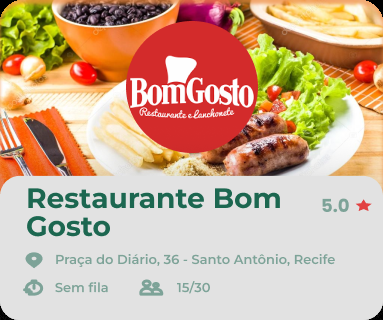 BomGosto
Restaurante e Lanchonete
Restaurante Bom
Gosto
5.0
Praça do Diário, 36 - Santo Antônio, Recife
Sem fila
15/30